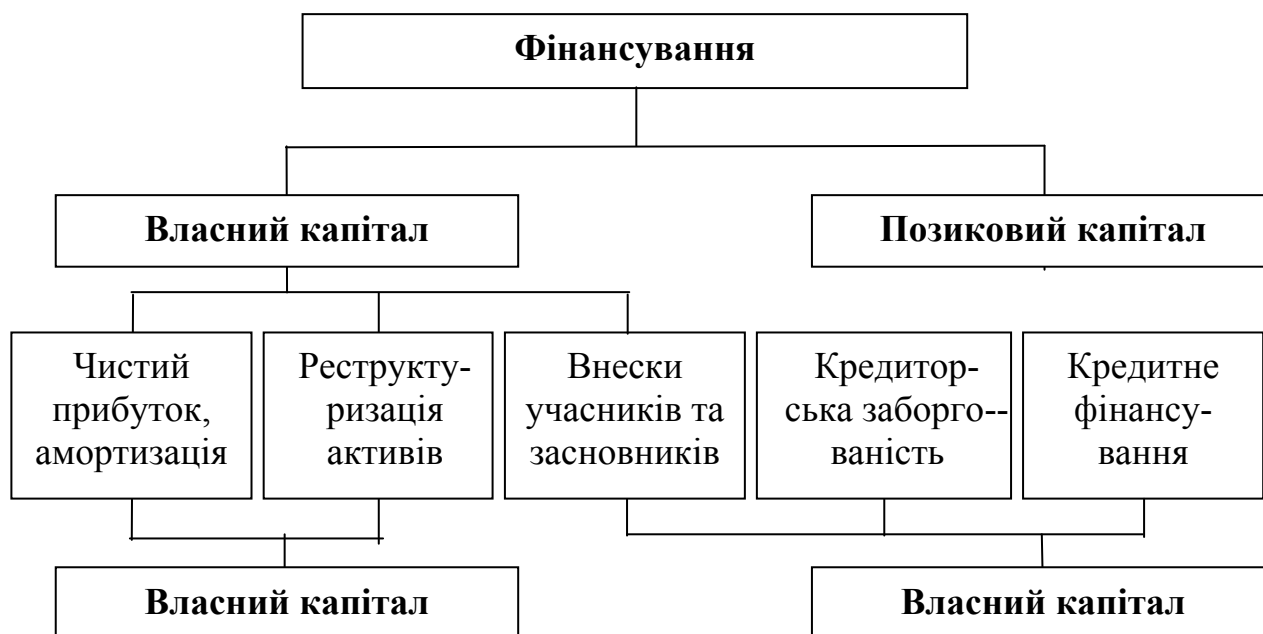 Фінансування
Власний капітал
Позиковий капітал
Чистий
прибуток,
амортизація
Реструкту-
ризація
активів
Внески
учасників та
засновників
Кредитор-
ська заборго--
ваність
Кредитне
фінансу-
вання
Власний капітал
Власний капітал